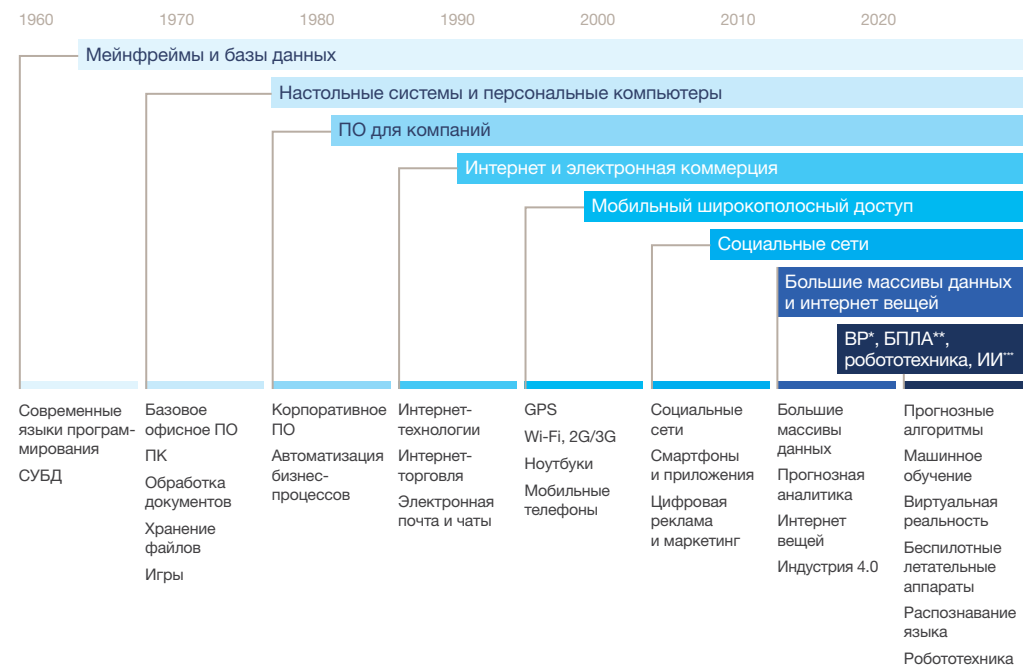 1960 1970 1980 1990 2000 2010 2020
Мейнфреймы и базы данных
Настольные системы и персональные компьютеры
ПО для компаний
Интернет и электронная коммерция
Мобильный широкополосный доступ
Социальные сети
Большие массивы данных
и интернет вещей
ВР*, БПЛА**,
робототехника, ИИ***
Современные
языки програм-
мирования
СУБД
Базовое
офисное ПО
ПК
Обработка
документов
Хранение
файлов
Игры
Корпоративное
ПО
Автоматизация
бизнес-
процессов
Интернет-
технологии
Интернет-
торговля
Электронная
почта и чаты
GPS
Wi-Fi, 2G/3G
Ноутбуки
Мобильные
телефоны
Социальные
сети
Смартфоны
и приложения
Цифровая
реклама
и маркетинг
Большие
массивы
данных
Прогнозная
аналитика
Интернет
вещей
Индустрия 4.0
Прогнозные
алгоритмы
Машинное
обучение
Виртуальная
реальность
Беспилотные
летательные
аппараты
Распознавание
языка
Робототехника